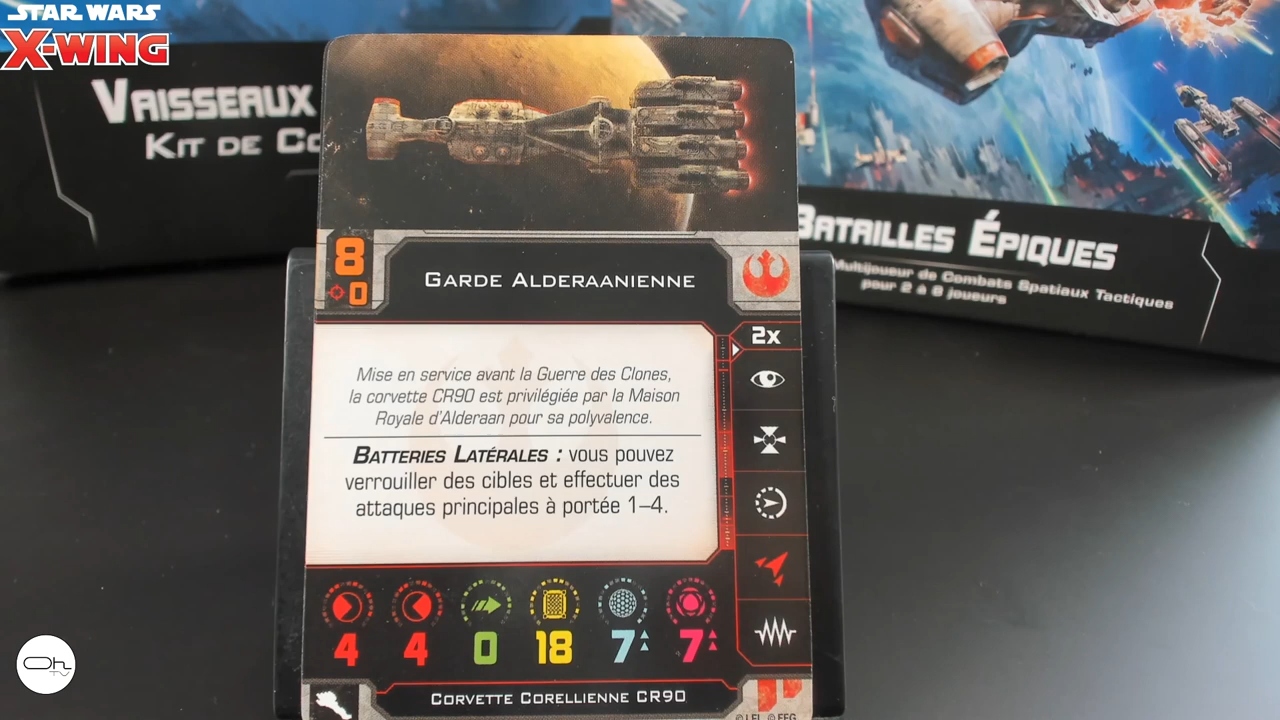 STAR WARS
X-WING
VAISSEAUX
KIT DE CO
BATAILLES ÉPIQUES
Multijoueur de Combats Spatiaux Tactiques
pour 2 à 8 joueurs
8
0
GARDE ALDERAANIENNE
2x
Mise en service avant la Guerre des Clones,
la corvette CR90 est privilégiée par la Maison
Royale d'Alderaan pour sa polyvalence.
BATTERIES LATÉRALES : vous pouvez
verrouiller des cibles et effectuer des
attaques principales à portée 1–4.
4 4 0 18 7 7
CORVETTE CORELLIENNE CR90
© LFL © FFG
Oh
TV